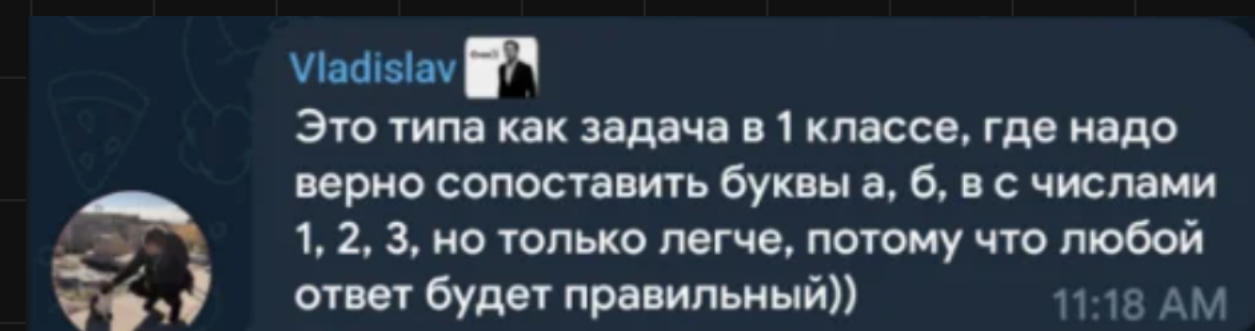 Vladislav
Это типа как задача в 1 классе, где надо
верно сопоставить буквы а, б, в с числами
1, 2, 3, но только легче, потому что любой
ответ будет правильный))
11:18 AM